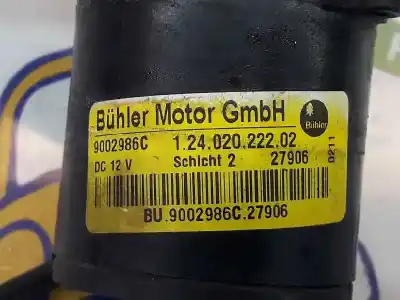 Bühler Motor GmbH
Bühler
9002986C 1.24.020.222.02
DC 12 V Schicht 2 27906
0211
BU.9002986C.27906